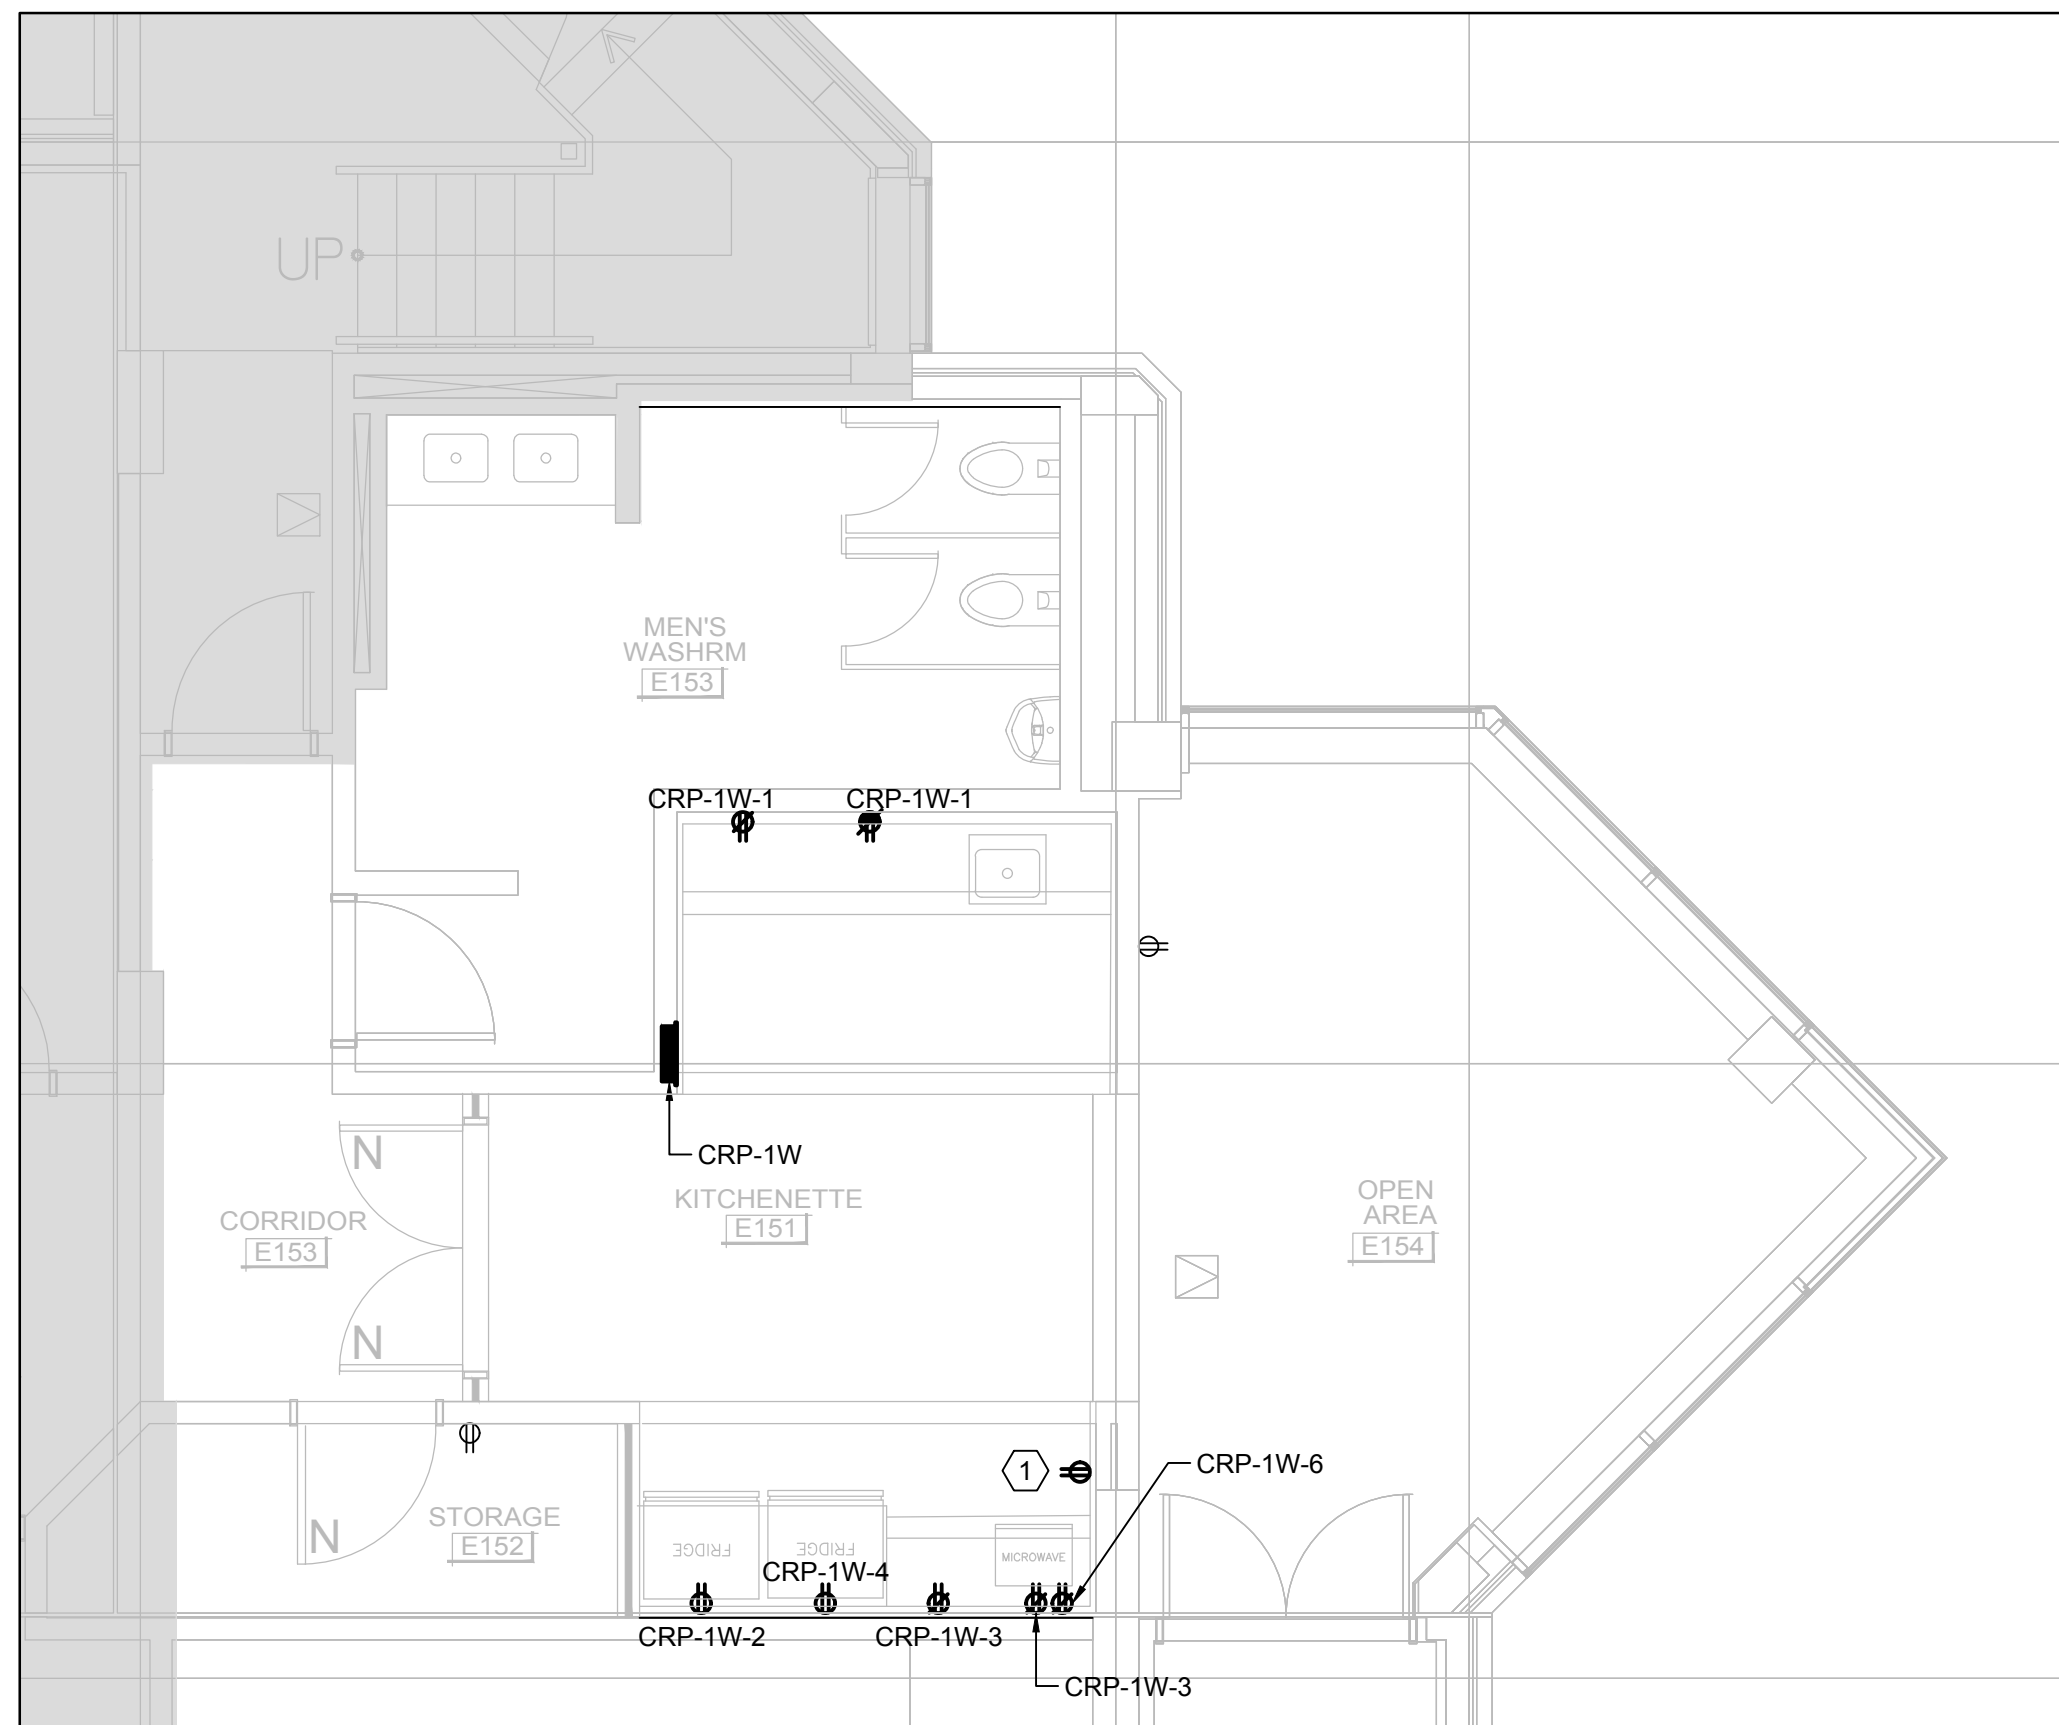 UP
MEN'S
WASHRM
E153
CRP-1W-1
CRP-1W-1
CRP-1W
KITCHENETTE
E151
CORRIDOR
E153
N
N
OPEN
AREA
E154
1
CRP-1W-6
STORAGE
E152
N
FRIDGE
FRIDGE
MICROWAVE
CRP-1W-4
CRP-1W-2
CRP-1W-3
CRP-1W-3